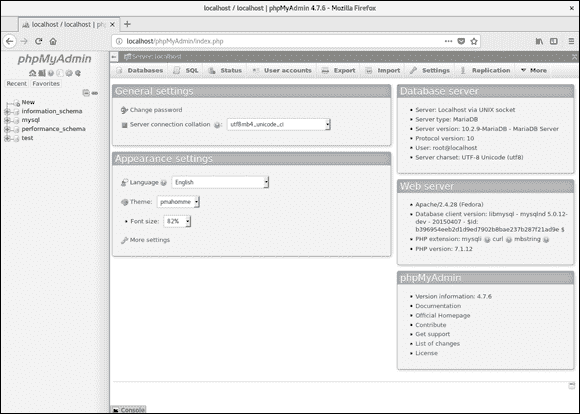 localhost / localhost | phpMyAdmin 4.7.6 - Mozilla Firefox
localhost / localhost | php
localhost/phpMyAdmin/index.php
phpMyAdmin
Recent Favorites
New
information_schema
mysql
performance_schema
test
Server: localhost
Databases SQL Status User accounts Export Import Settings Replication More
General settings
Change password
Server connection collation : utf8mb4_unicode_ci
Appearance settings
Language : English
Theme: pmahomme
Font size: 82%
More settings
Database server
Server: Localhost via UNIX socket
Server type: MariaDB
Server version: 10.2.9-MariaDB - MariaDB Server
Protocol version: 10
User: root@localhost
Server charset: UTF-8 Unicode (utf8)
Web server
Apache/2.4.28 (Fedora)
Database client version: libmysql - mysqlnd 5.0.12-
dev - 20150407 - $Id:
b396954eeb2d1d9ed7902b8bae237b287f21ad9e $
PHP extension: mysqli curl mbstring
PHP version: 7.1.12
phpMyAdmin
Version information: 4.7.6
Documentation
Official Homepage
Contribute
Get support
List of changes
License
Console